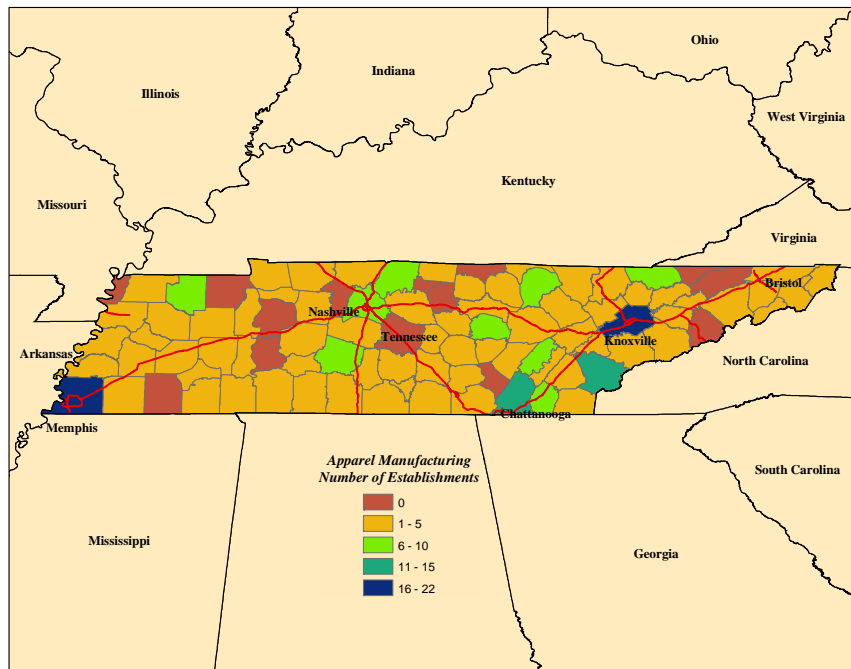 Ohio
Indiana
Illinois
West Virginia
Kentucky
Missouri
Virginia
Bristol
Nashville
Tennessee
Knoxville
Arkansas
North Carolina
Chattanooga
Memphis
Apparel Manufacturing
Number of Establishments
South Carolina
0
1 - 5
Mississippi
6 - 10
Georgia
11 - 15
16 - 22